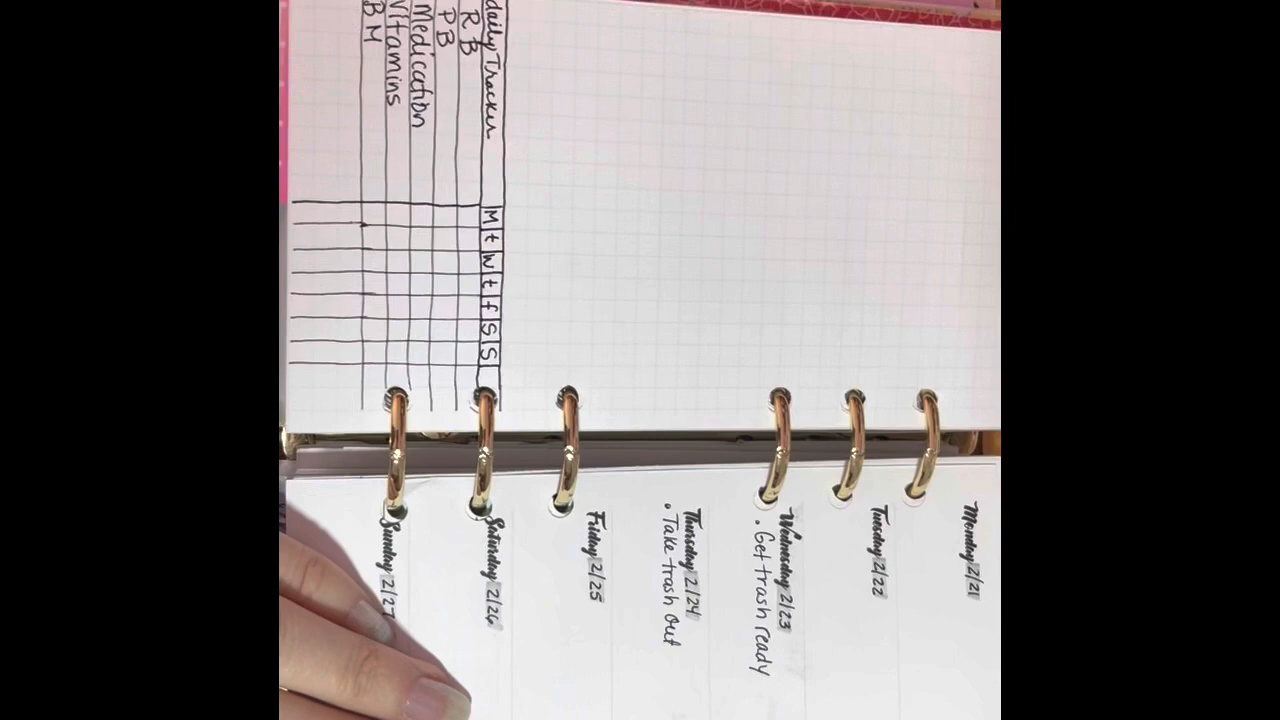 daily Tracker M t W t f S S
R B
P B
Medication
Vitamins
B M
Monday 2/21
Tuesday 2/22
Wednesday 2/23
. Get trash ready
Thursday 2/24
. Take trash out
Friday 2/25
Saturday 2/26
Sunday 2/27